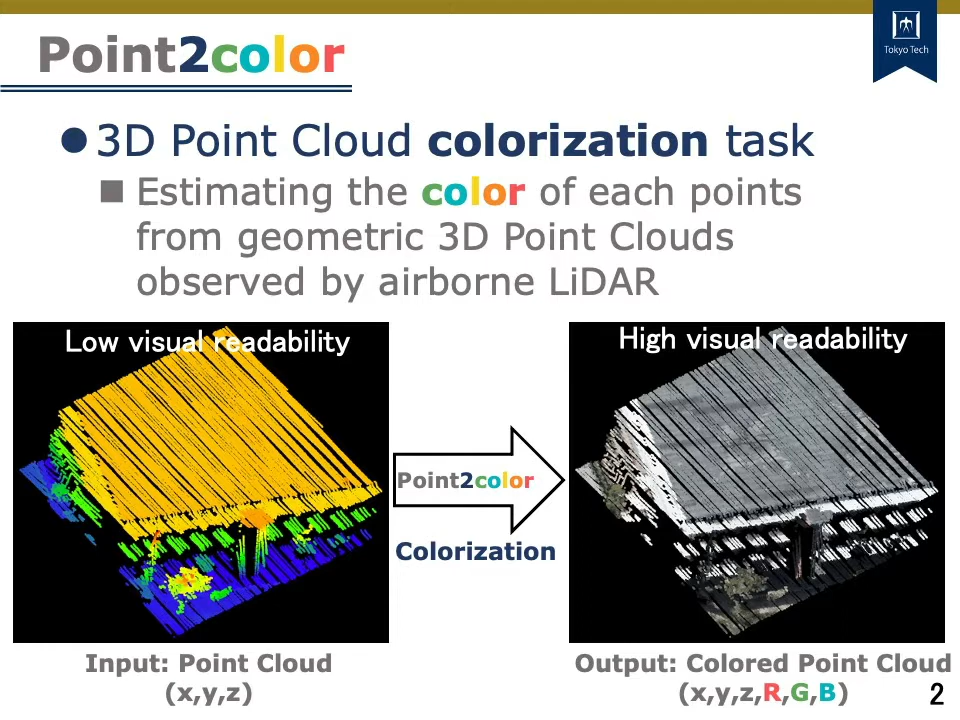 Point2color
Tokyo Tech
3D Point Cloud colorization task
Estimating the color of each points
from geometric 3D Point Clouds
observed by airborne LiDAR
Low visual readability
High visual readability
Point2color
Colorization
Input: Point Cloud
(x,y,z)
Output: Colored Point Cloud
(x,y,z,R,G,B)
2